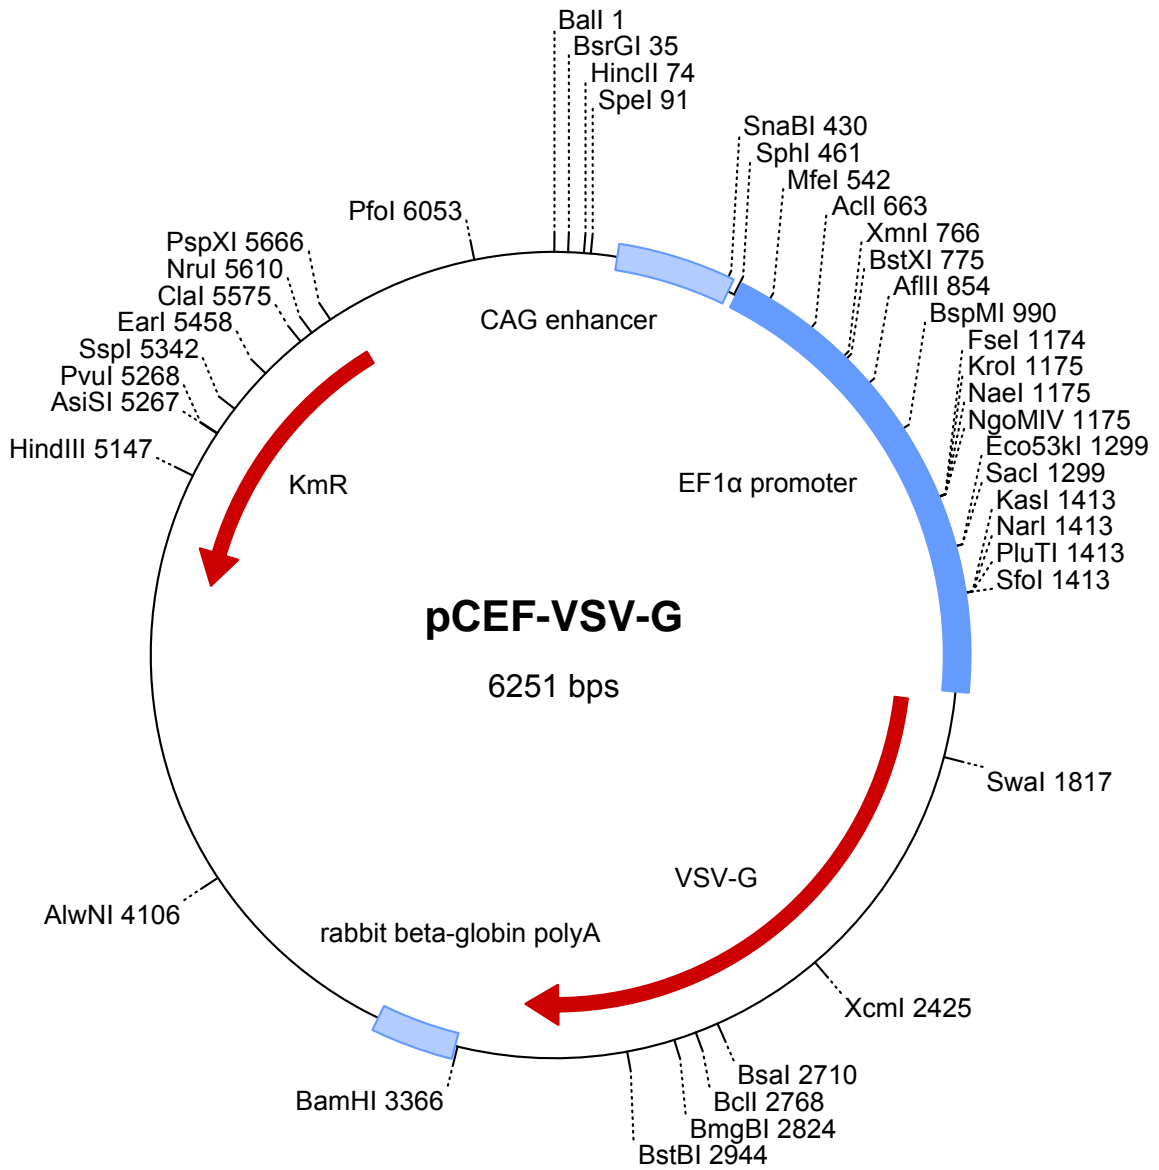 BalI 1
BsrGI 35
HincII 74
SpeI 91
SnaBI 430
SphI 461
MfeI 542
AclI 663
XmnI 766
BstXI 775
AflII 854
BspMI 990
FseI 1174
KroI 1175
NaeI 1175
NgoMIV 1175
Eco53kI 1299
SacI 1299
KasI 1413
NarI 1413
PluTI 1413
SfoI 1413
SwaI 1817
XcmI 2425
BsaI 2710
BclI 2768
BmgBI 2824
BstBI 2944
BamHI 3366
AlwNI 4106
HindIII 5147
AsiSI 5267
PvuI 5268
SspI 5342
EarI 5458
ClaI 5575
NruI 5610
PspXI 5666
PfoI 6053
CAG enhancer
EF1α promoter
KmR
pCEF-VSV-G
6251 bps
VSV-G
rabbit beta-globin polyA